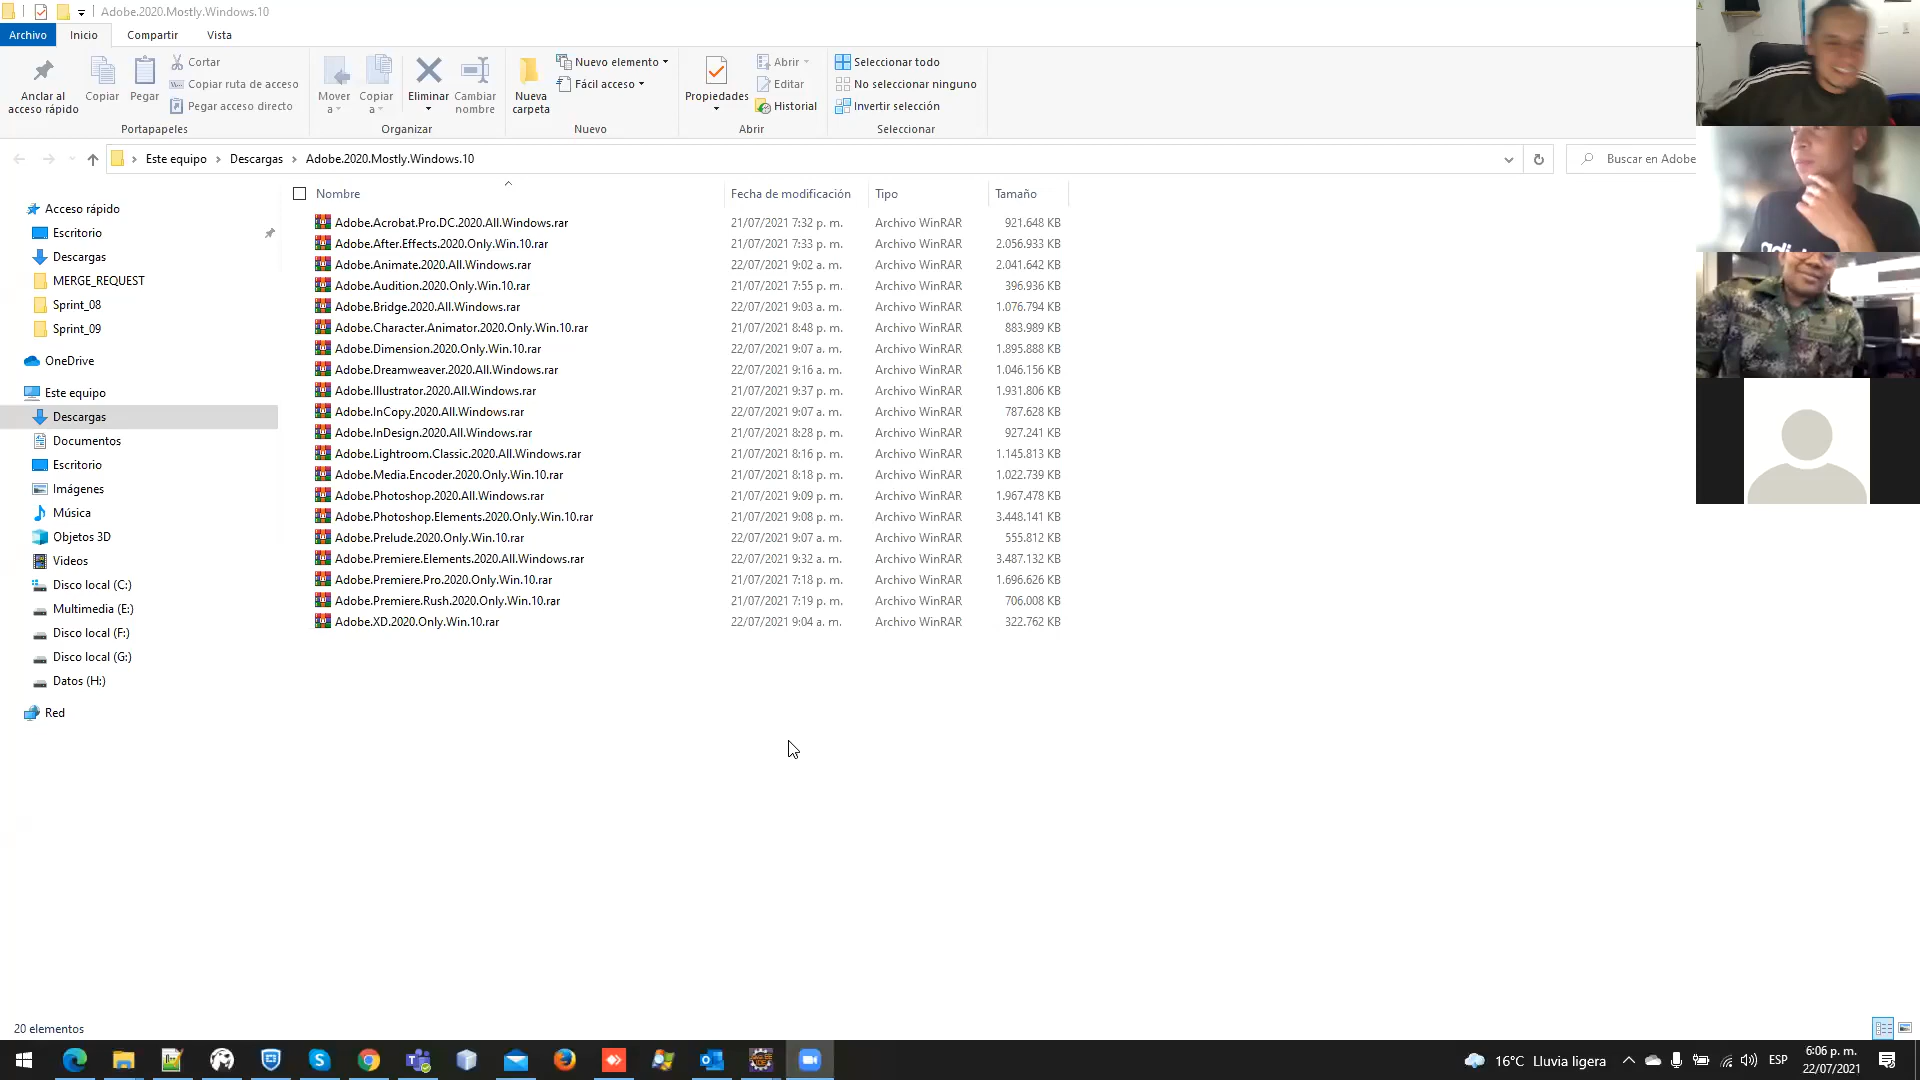 Adobe.2020.Mostly.Windows.10
Archivo Inicio Compartir Vista
Anclar al acceso rápido
Copiar
Pegar
Cortar
Copiar ruta de acceso
Pegar acceso directo
Portapapeles
Mover a
Copiar a
Eliminar
Cambiar nombre
Organizar
Nueva carpeta
Nuevo elemento
Fácil acceso
Nuevo
Propiedades
Abrir
Editar
Historial
Abrir
Seleccionar todo
No seleccionar ninguno
Invertir selección
Seleccionar
Este equipo › Descargas › Adobe.2020.Mostly.Windows.10
Buscar en Adobe
Acceso rápido
Escritorio
Descargas
MERGE_REQUEST
Sprint_08
Sprint_09
OneDrive
Este equipo
Descargas
Documentos
Escritorio
Imágenes
Música
Objetos 3D
Videos
Disco local (C:)
Multimedia (E:)
Disco local (F:)
Disco local (G:)
Datos (H:)
Red
Nombre Fecha de modificación Tipo Tamaño
Adobe.Acrobat.Pro.DC.2020.All.Windows.rar 21/07/2021 7:32 p. m. Archivo WinRAR 921.648 KB
Adobe.After.Effects.2020.Only.Win.10.rar 21/07/2021 7:33 p. m. Archivo WinRAR 2.056.933 KB
Adobe.Animate.2020.All.Windows.rar 22/07/2021 9:02 a. m. Archivo WinRAR 2.041.642 KB
Adobe.Audition.2020.Only.Win.10.rar 21/07/2021 7:55 p. m. Archivo WinRAR 396.936 KB
Adobe.Bridge.2020.All.Windows.rar 22/07/2021 9:03 a. m. Archivo WinRAR 1.076.794 KB
Adobe.Character.Animator.2020.Only.Win.10.rar 21/07/2021 8:48 p. m. Archivo WinRAR 883.989 KB
Adobe.Dimension.2020.Only.Win.10.rar 22/07/2021 9:07 a. m. Archivo WinRAR 1.895.888 KB
Adobe.Dreamweaver.2020.All.Windows.rar 22/07/2021 9:16 a. m. Archivo WinRAR 1.046.156 KB
Adobe.Illustrator.2020.All.Windows.rar 21/07/2021 9:37 p. m. Archivo WinRAR 1.931.806 KB
Adobe.InCopy.2020.All.Windows.rar 22/07/2021 9:07 a. m. Archivo WinRAR 787.628 KB
Adobe.InDesign.2020.All.Windows.rar 21/07/2021 8:28 p. m. Archivo WinRAR 927.241 KB
Adobe.Lightroom.Classic.2020.All.Windows.rar 21/07/2021 8:16 p. m. Archivo WinRAR 1.145.813 KB
Adobe.Media.Encoder.2020.Only.Win.10.rar 21/07/2021 8:18 p. m. Archivo WinRAR 1.022.739 KB
Adobe.Photoshop.2020.All.Windows.rar 21/07/2021 9:09 p. m. Archivo WinRAR 1.967.478 KB
Adobe.Photoshop.Elements.2020.Only.Win.10.rar 21/07/2021 9:08 p. m. Archivo WinRAR 3.448.141 KB
Adobe.Prelude.2020.Only.Win.10.rar 22/07/2021 9:07 a. m. Archivo WinRAR 555.812 KB
Adobe.Premiere.Elements.2020.All.Windows.rar 22/07/2021 9:32 a. m. Archivo WinRAR 3.487.132 KB
Adobe.Premiere.Pro.2020.Only.Win.10.rar 21/07/2021 7:18 p. m. Archivo WinRAR 1.696.626 KB
Adobe.Premiere.Rush.2020.Only.Win.10.rar 21/07/2021 7:19 p. m. Archivo WinRAR 706.008 KB
Adobe.XD.2020.Only.Win.10.rar 22/07/2021 9:04 a. m. Archivo WinRAR 322.762 KB
20 elementos
16°C Lluvia ligera ESP
6:06 p. m.
22/07/2021